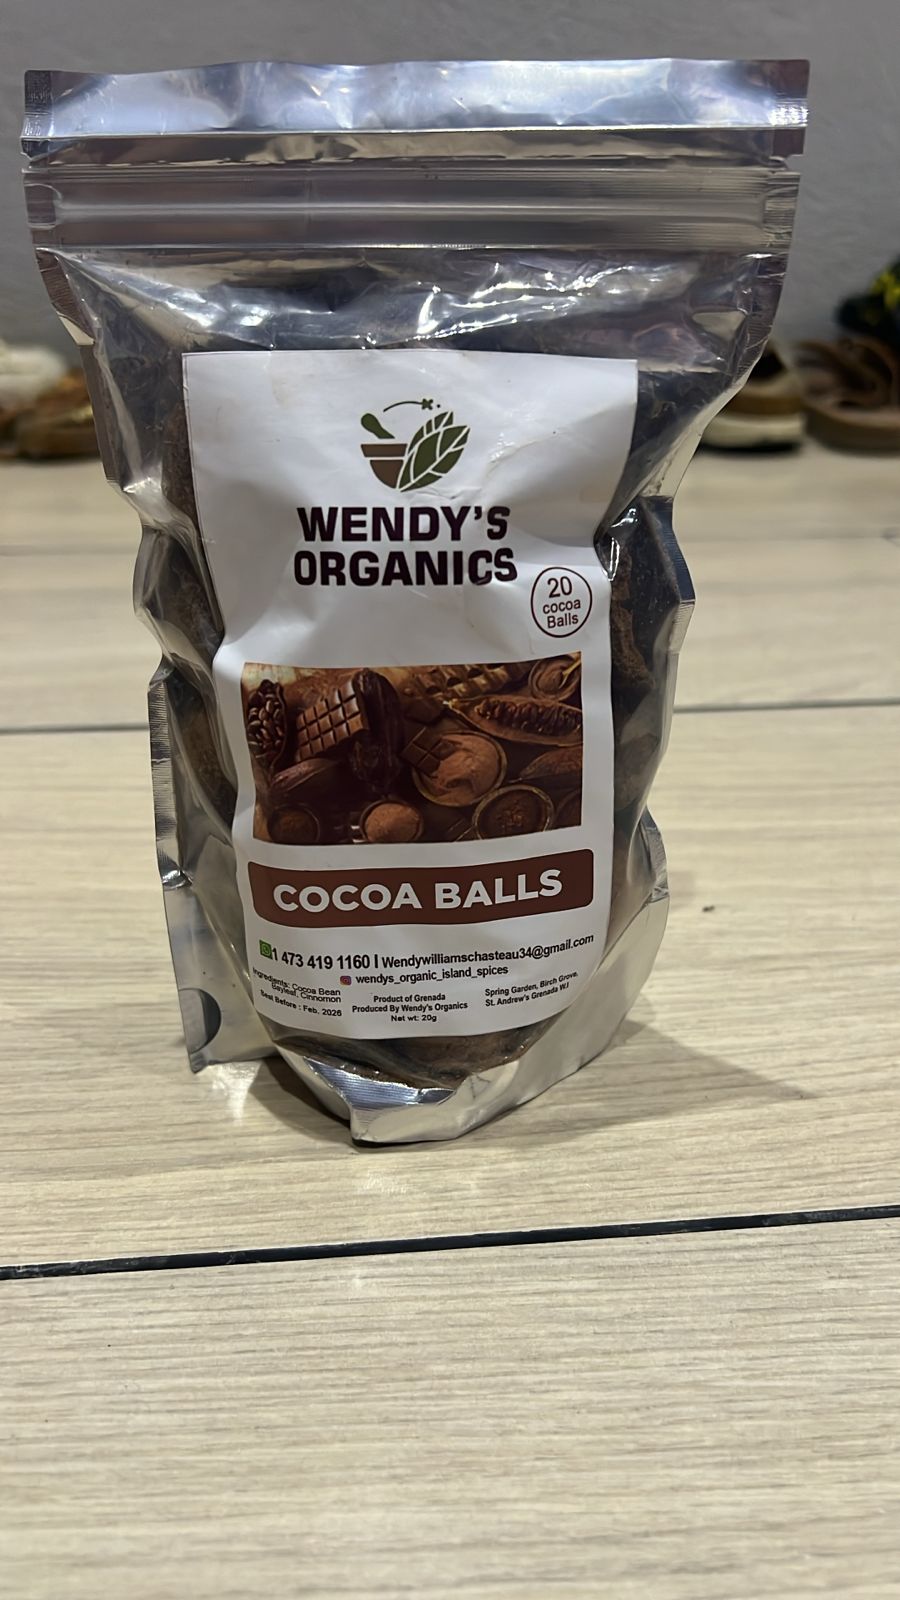 WENDY'S
ORGANICS
20
cocoa
Balls
COCOA BALLS
1 473 419 1160 | Wendywilliamschasteau34@gmail.com
wendys_organic_island_spices
Ingredients: Cocoa Bean
Bayleaf, Cinnomon
Best Before : Feb. 2026
Product of Grenada
Produced By Wendy's Organics
Net wt: 20g
Spring Garden, Birch Grove,
St. Andrew's Grenada W.I